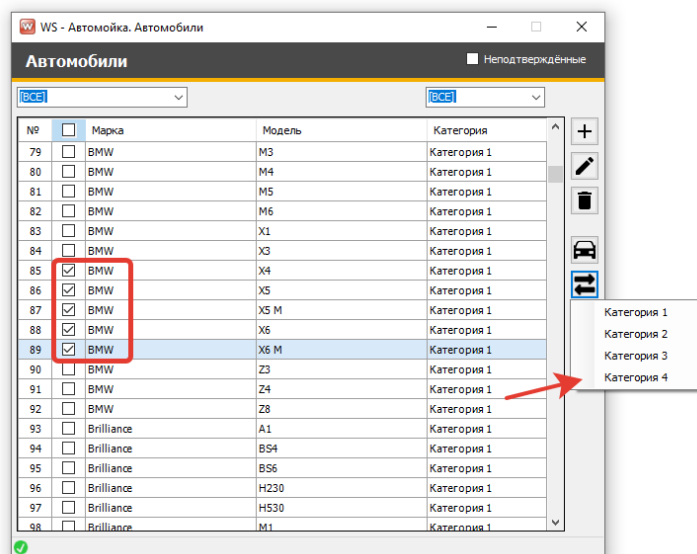 WS - Автомойка. Автомобили
Автомобили
Неподтверждённые
[ВСЕ] [ВСЕ]
№ Марка Модель Категория
79 BMW M3 Категория 1
80 BMW M4 Категория 1
81 BMW M5 Категория 1
82 BMW M6 Категория 1
83 BMW X1 Категория 1
84 BMW X3 Категория 1
85 BMW X4 Категория 1
86 BMW X5 Категория 1
87 BMW X5 M Категория 1
88 BMW X6 Категория 1
89 BMW X6 M Категория 1
90 BMW Z3 Категория 1
91 BMW Z4 Категория 1
92 BMW Z8 Категория 1
93 Brilliance A1 Категория 1
94 Brilliance BS4 Категория 1
95 Brilliance BS6 Категория 1
96 Brilliance H230 Категория 1
97 Brilliance H530 Категория 1
98 Brilliance M1 Категория 1
Категория 1
Категория 2
Категория 3
Категория 4